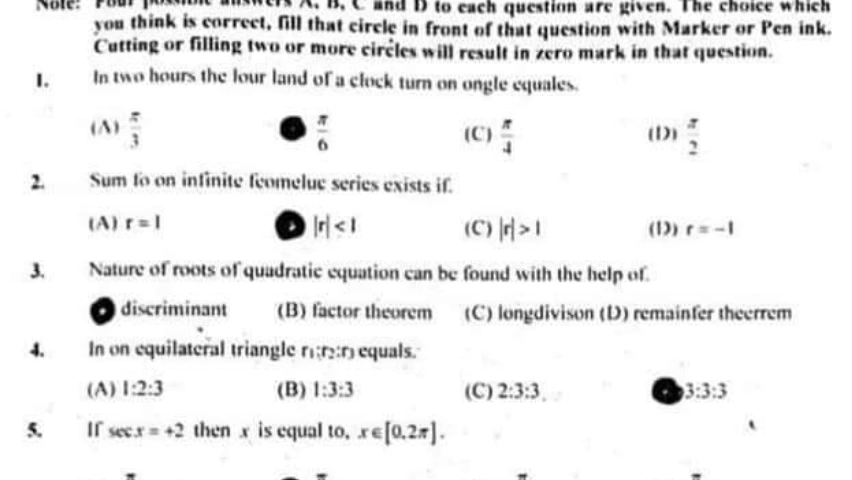 Note: Four possible answers A, B, C and D to each question are given. The choice which
you think is correct, fill that circle in front of that question with Marker or Pen ink.
Cutting or filling two or more circles will result in zero mark in that question.
1. In two hours the lour land of a clock turn on ongle equales.
(A) π/3 π/6 (C) π/4 (D) π/2
2. Sum fo on infinite feomeluc series exists if.
(A) r = 1 |r| < 1 (C) |r| > 1 (D) r = -1
3. Nature of roots of quadratic equation can be found with the help of.
discriminant (B) factor theorem (C) longdivison (D) remainfer theerrem
4. In on equilateral triangle r₁:r₂:r₃ equals.
(A) 1:2:3 (B) 1:3:3 (C) 2:3:3 3:3:3
5. If sec x = +2 then x is equal to, x ∈ [0,2π].